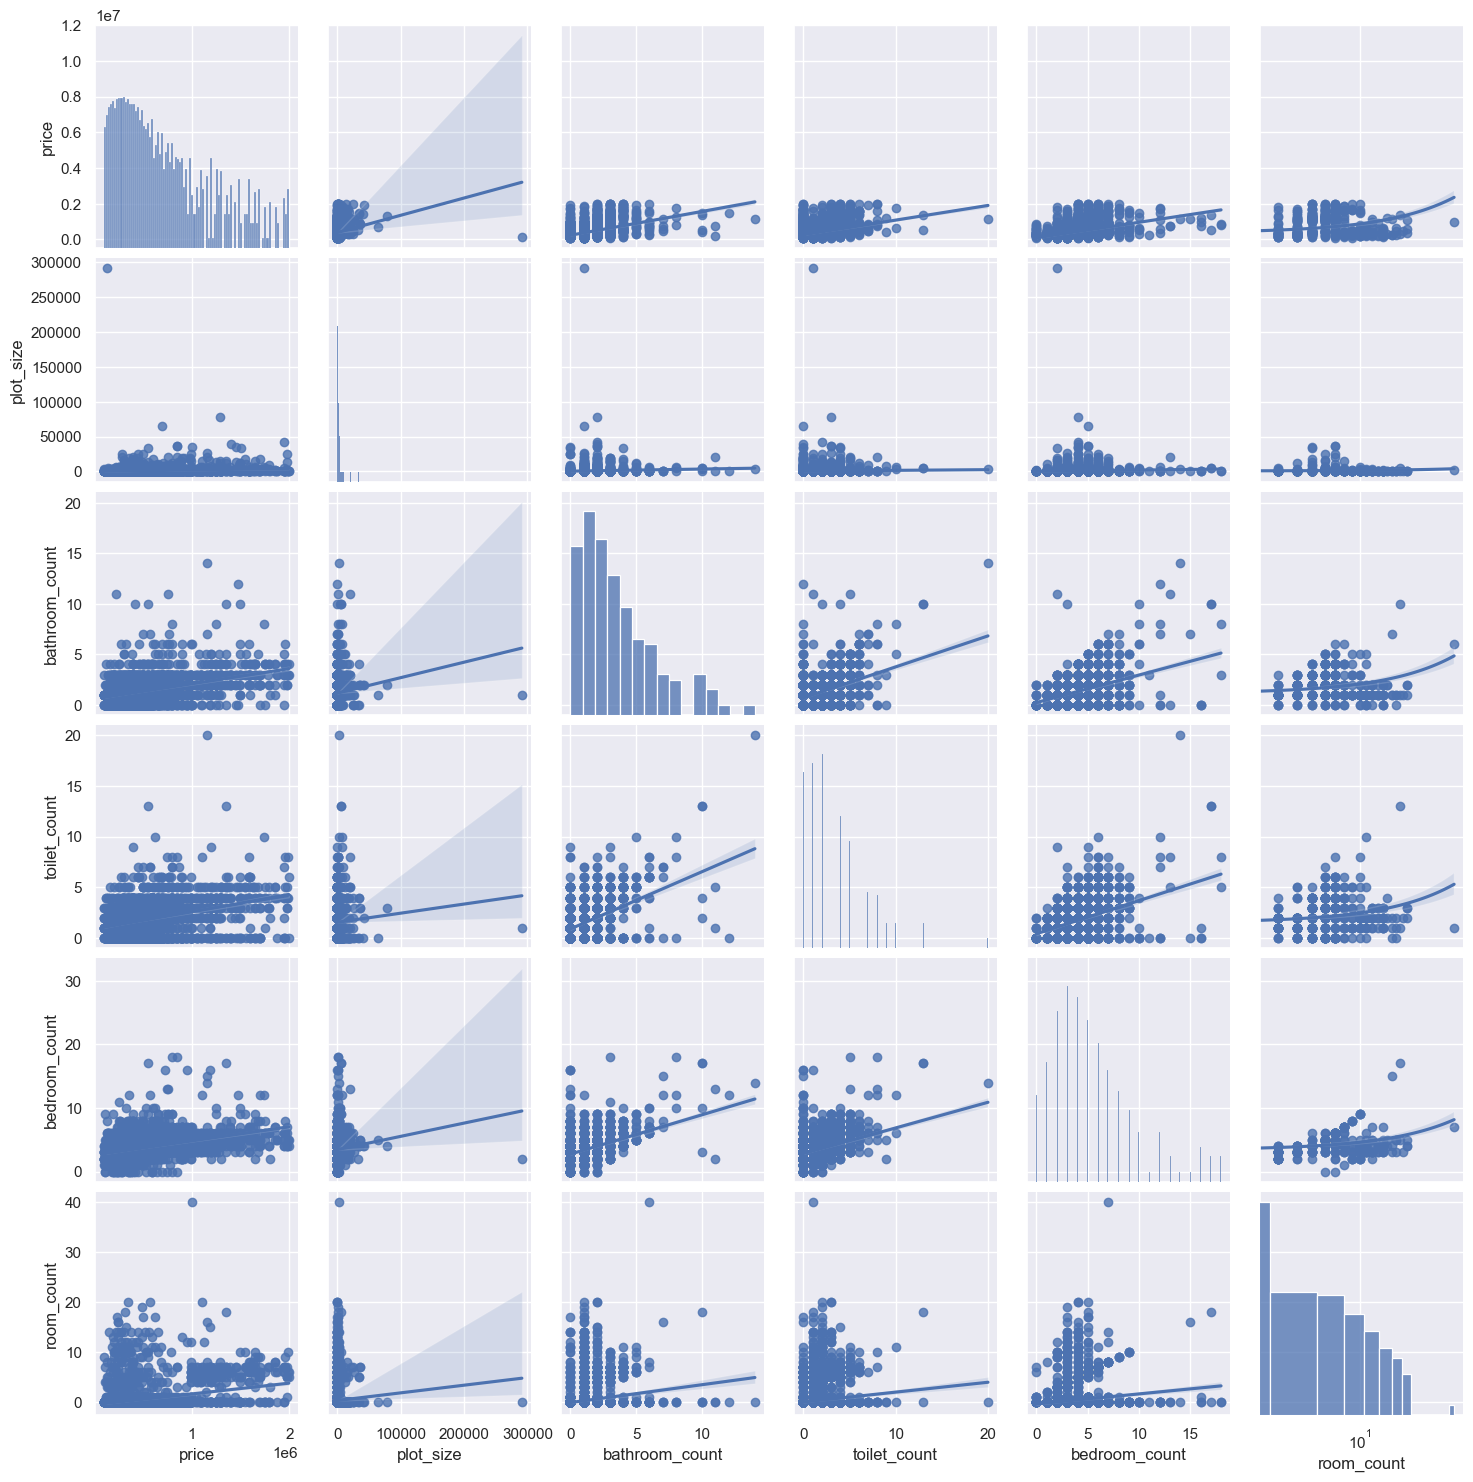 1e7
1.2
1.0
0.8
0.6
0.4
0.2
0.0
price
300000
250000
200000
150000
100000
50000
0
plot_size
20
15
10
5
0
bathroom_count
20
15
10
5
0
toilet_count
30
20
10
0
bedroom_count
40
30
20
10
0
room_count
1 2
1e6
price
0 100000 200000 300000
plot_size
0 5 10
bathroom_count
0 10 20
toilet_count
0 5 10 15
bedroom_count
10¹
room_count